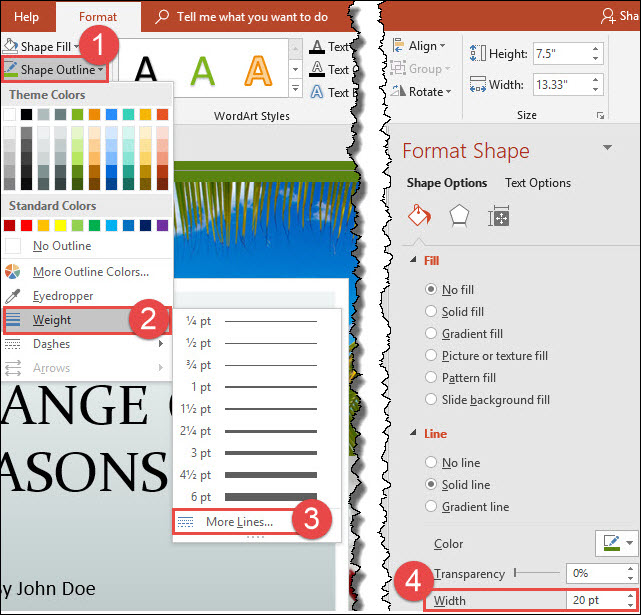 Help Format Tell me what you want to do
Shape Fill 1
Shape Outline
Theme Colors
Standard Colors
No Outline
More Outline Colors...
Eyedropper
Weight 2
Dashes
Arrows
A A A
Text
Text
Text
WordArt Styles
¼ pt
½ pt
¾ pt
1 pt
1½ pt
2¼ pt
3 pt
4½ pt
6 pt
More Lines... 3
ANGE
ASONS
y John Doe
Align
Group
Rotate
Height: 7.5"
Width: 13.33"
Size
Format Shape
Shape Options Text Options
Fill
No fill
Solid fill
Gradient fill
Picture or texture fill
Pattern fill
Slide background fill
Line
No line
Solid line
Gradient line
Color
4 Transparency 0%
Width 20 pt